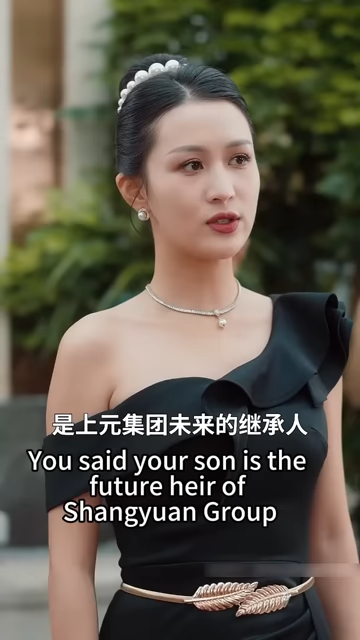 是上元集团未来的继承人
You said your son is the
future heir of
Shangyuan Group